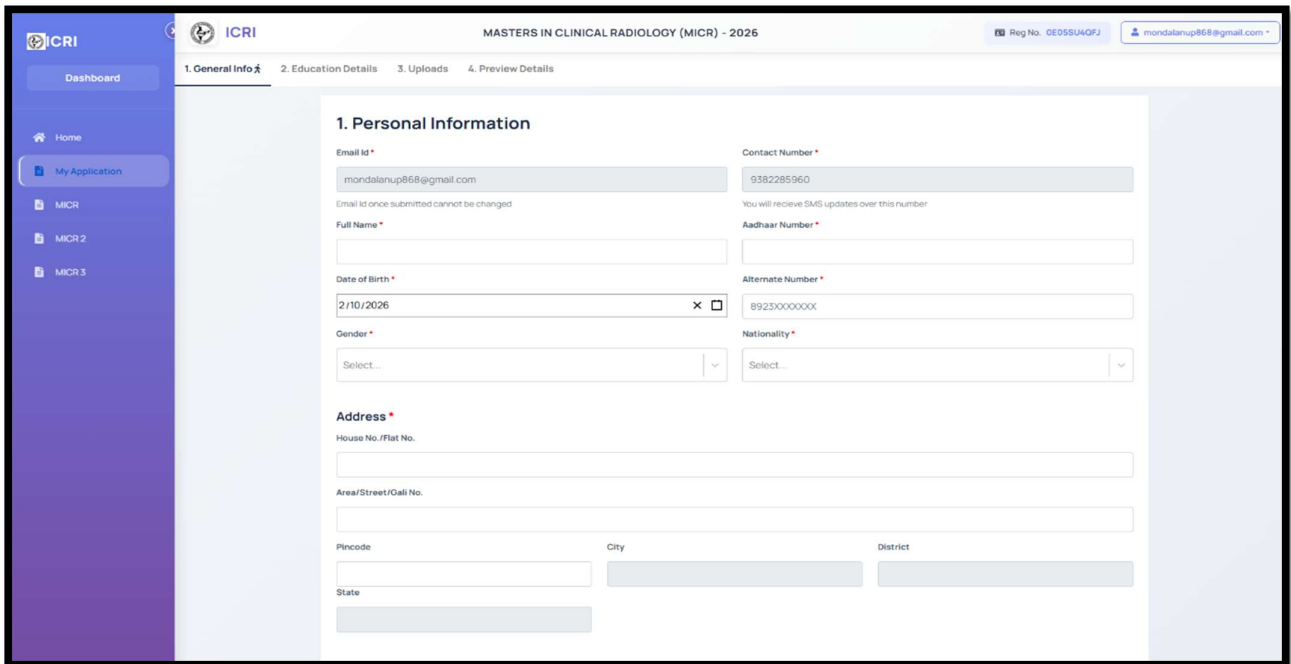 ICRI
Dashboard
Home
My Application
MICR
MICR 2
MICR 3
ICRI
MASTERS IN CLINICAL RADIOLOGY (MICR) - 2026
Reg No. 0E05SU4QFJ
mondalanup868@gmail.com
1. General Info 2. Education Details 3. Uploads 4. Preview Details
1. Personal Information
Email Id * Contact Number *
mondalanup868@gmail.com 9382285960
Email Id once submitted cannot be changed You will recieve SMS updates over this number
Full Name * Aadhaar Number *
Date of Birth * Alternate Number *
2/10/2026 8923XXXXXXX
Gender * Nationality *
Select... Select...
Address *
House No./Flat No.
Area/Street/Gali No.
Pincode City District
State